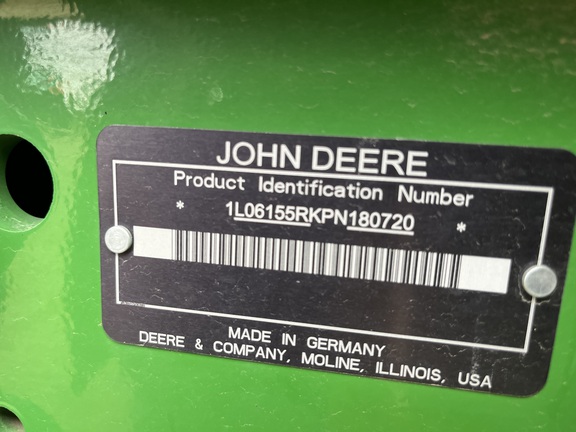 JOHN DEERE
Product Identification Number
* 1L06155RKPN180720 *
MADE IN GERMANY
DEERE & COMPANY, MOLINE, ILLINOIS, USA